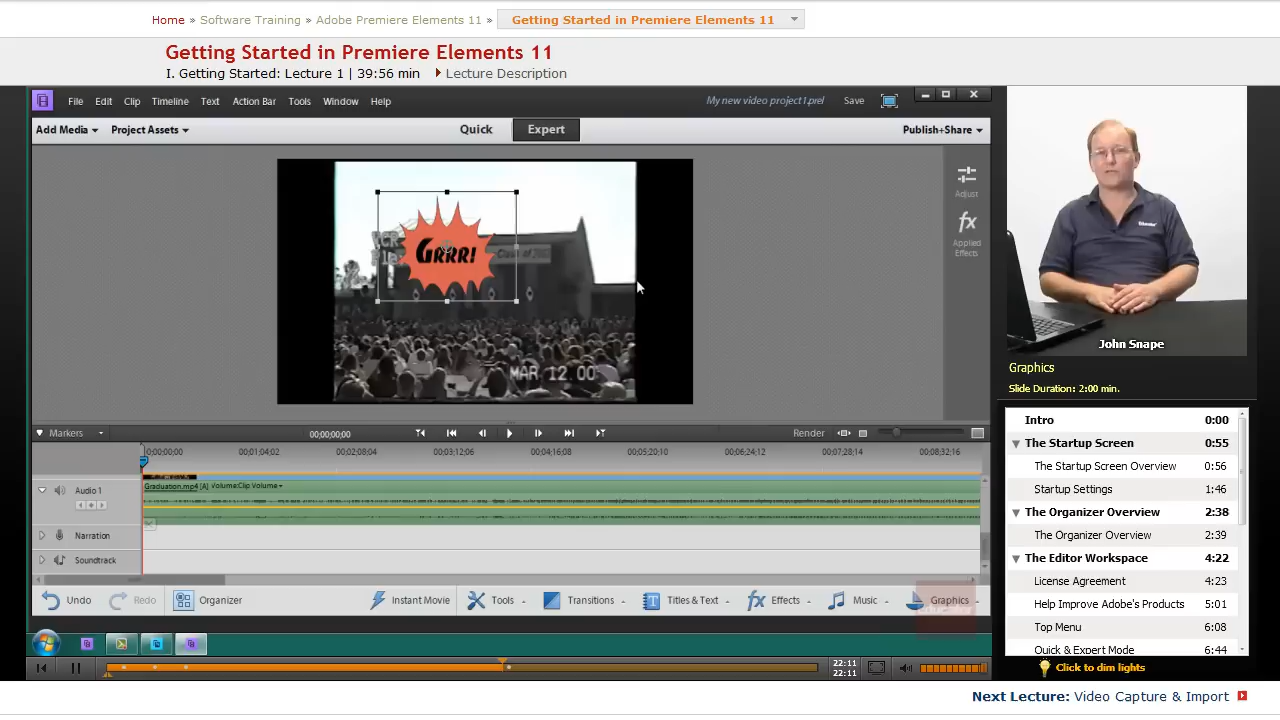 Home » Software Training » Adobe Premiere Elements 11 » Getting Started in Premiere Elements 11
Getting Started in Premiere Elements 11
I. Getting Started: Lecture 1 | 39:56 min Lecture Description
File Edit Clip Timeline Text Action Bar Tools Window Help My new video project1.prel Save
Add Media Project Assets Quick Expert Publish+Share
Adjust
fx
Applied
Effects
GRRR!
Class of 2000
MAR 12.00
John Snape
Graphics
Slide Duration: 2:00 min.
Markers 00;00;00;00 Render
0;00;00;00 00;01;04;02 00;02;08;04 00;03;12;06 00;04;16;08 00;05;20;10 00;06;24;12 00;07;28;14 00;08;32;16
Graduation.mp4 [A] Volume:Clip Volume
Audio 1
Narration
Soundtrack
Undo Redo Organizer Instant Movie Tools Transitions Titles & Text fx Effects Music Graphics
Intro 0:00
The Startup Screen 0:55
The Startup Screen Overview 0:56
Startup Settings 1:46
The Organizer Overview 2:38
The Organizer Overview 2:39
The Editor Workspace 4:22
License Agreement 4:23
Help Improve Adobe's Products 5:01
Top Menu 6:08
Quick & Expert Mode 6:44
22:11
22:11
Click to dim lights
Next Lecture: Video Capture & Import